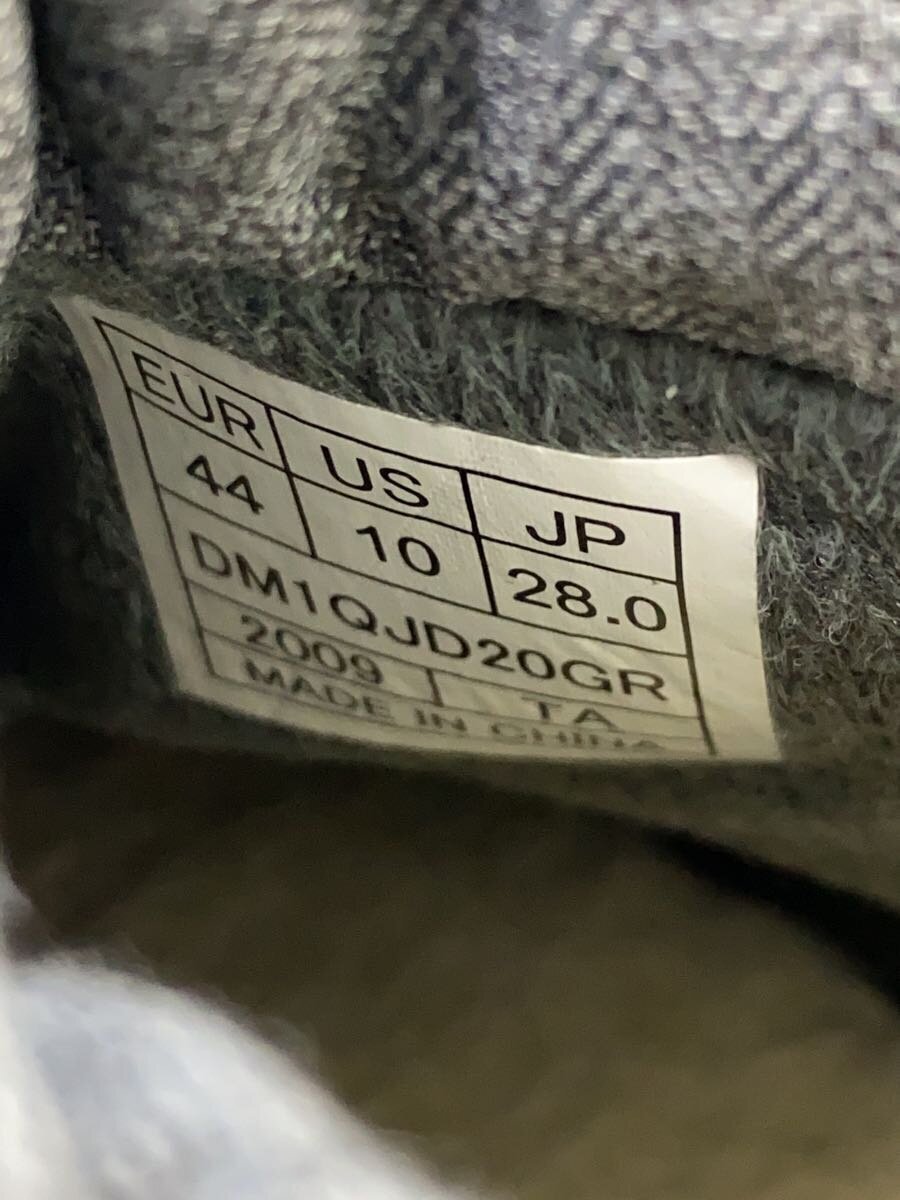 EUR US JP
44 10 28.0
DM1QJD20GR
2009 TA
MADE IN CHINA